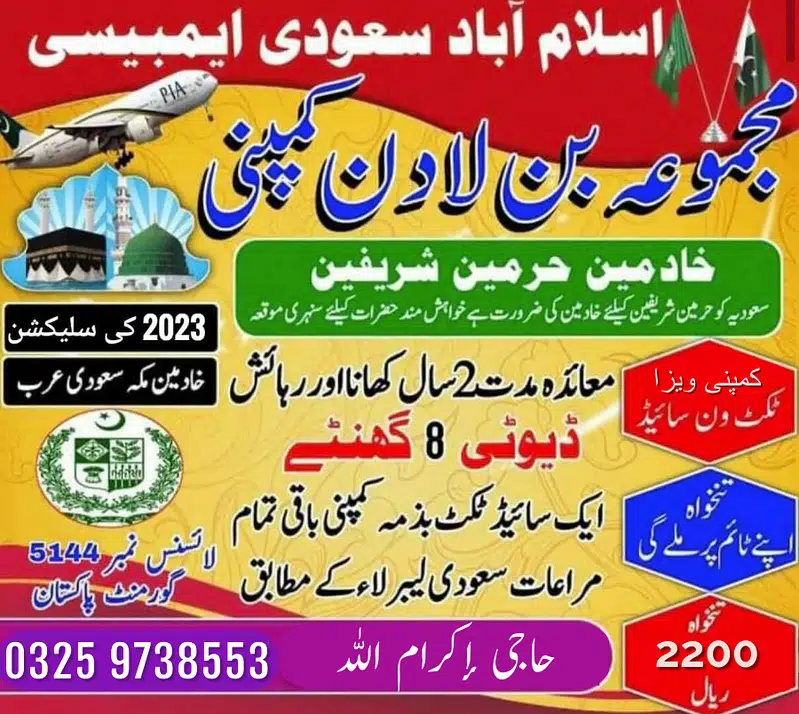 اسلام آباد سعودی ایمبیسی
PIA
مجموعہ بن لادن کمپنی
خادمین حرمین شریفین
سعودیہ کو حرمین شریفین کیلئے خادمین کی ضرورت ہے خواہش مند حضرات کیلئے سنہری موقعہ
2023 کی سلیکشن
خادمین مکہ سعودی عرب
معائدہ مدت 2 سال کھانا اور رہائش
ڈیوٹی 8 گھنٹے
کمپنی ویزا
ٹکٹ ون سائیڈ
ایک سائیڈ ٹکٹ بذمہ کمپنی باقی تمام
مراعات سعودی لیبر لاء کے مطابق
تنخواہ
اپنے ٹائم پر ملے گی
لائسنس نمبر 5144
گورمنٹ پاکستان
تنخواہ
2200
ریال
حاجی إکرام اللہ
0325 9738553